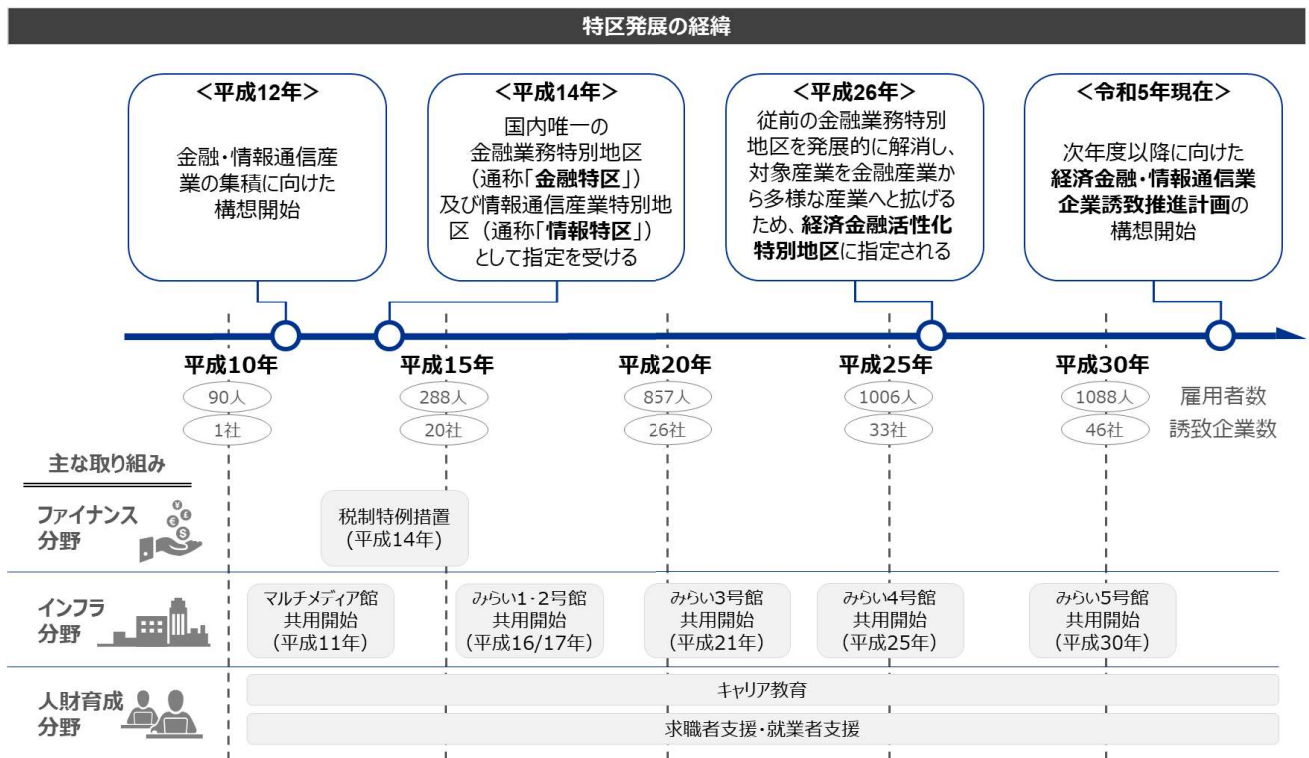 特区発展の経緯
＜平成12年＞
金融・情報通信産
業の集積に向けた
構想開始
＜平成14年＞
国内唯一の
金融業務特別地区
（通称「金融特区」）
及び情報通信産業特別地
区（通称「情報特区」）
として指定を受ける
＜平成26年＞
従前の金融業務特別
地区を発展的に解消し、
対象産業を金融産業か
ら多様な産業へと拡げる
ため、経済金融活性化
特別地区に指定される
＜令和5年現在＞
次年度以降に向けた
経済金融・情報通信業
企業誘致推進計画の
構想開始
平成10年 平成15年 平成20年 平成25年 平成30年
90人 288人 857人 1006人 1088人 雇用者数
1社 20社 26社 33社 46社 誘致企業数
主な取り組み
ファイナンス
分野
税制特例措置
(平成14年)
インフラ
分野
マルチメディア館
共用開始
(平成11年)
みらい1・2号館
共用開始
(平成16/17年)
みらい3号館
共用開始
(平成21年)
みらい4号館
共用開始
(平成25年)
みらい5号館
共用開始
(平成30年)
人財育成
分野
キャリア教育
求職者支援・就業者支援